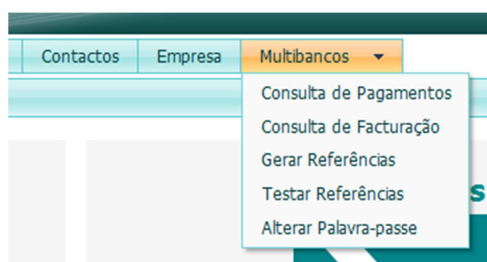 Contactos Empresa Multibancos
Consulta de Pagamentos
Consulta de Facturação
Gerar Referências
Testar Referências
Alterar Palavra-passe
s